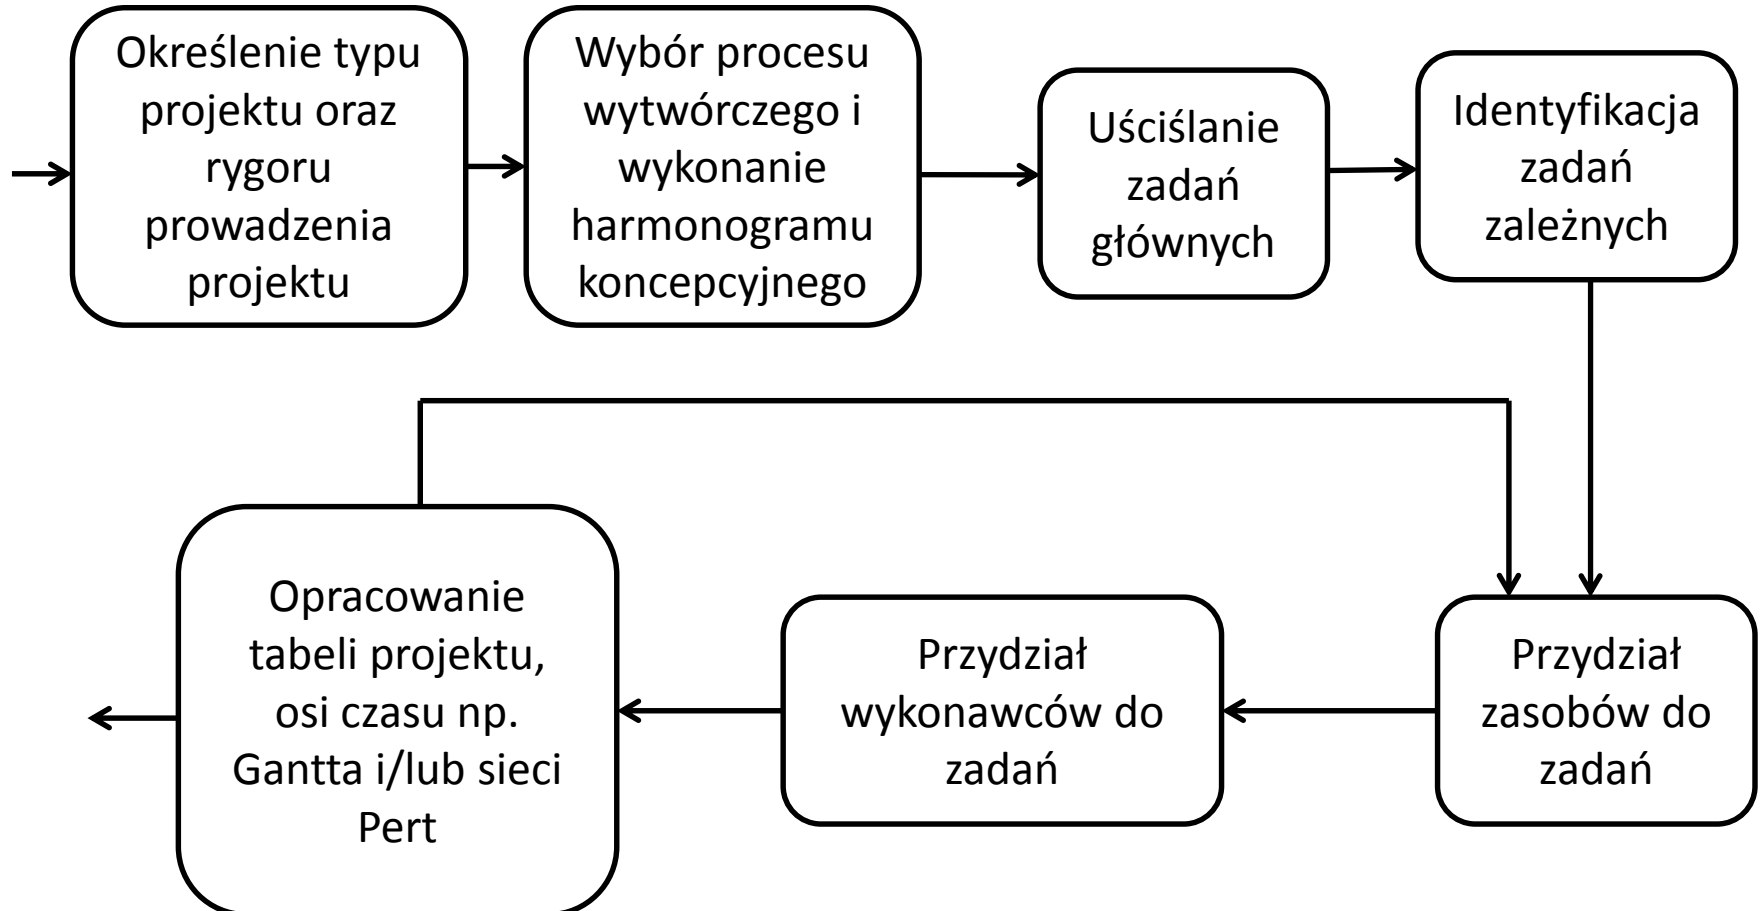 Określenie typu
projektu oraz
rygoru
prowadzenia
projektu
Wybór procesu
wytwórczego i
wykonanie
harmonogramu
koncepcyjnego
Uściślanie
zadań
głównych
Identyfikacja
zadań
zależnych
Przydział
zasobów do
zadań
Przydział
wykonawców do
zadań
Opracowanie
tabeli projektu,
osi czasu np.
Gantta i/lub sieci
Pert